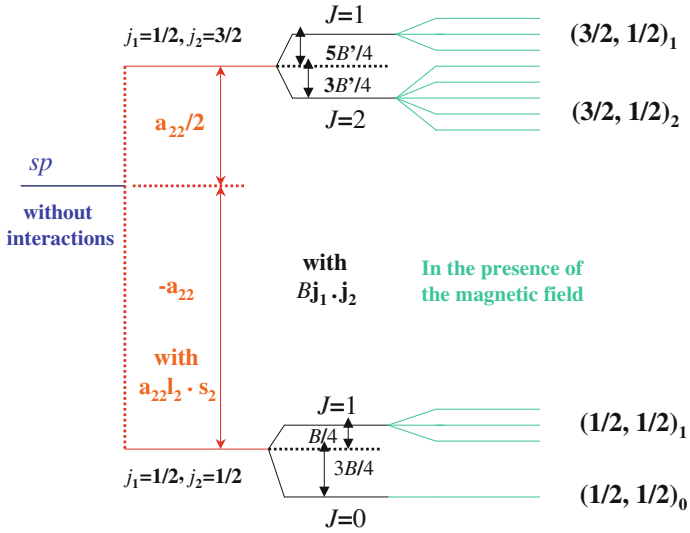 J=1
j₁=1/2, j₂=3/2
(3/2, 1/2)₁
5B'/4
3B'/4
a₂₂/2
J=2
(3/2, 1/2)₂
sp
without
interactions
with
Bj₁ . j₂
In the presence of
the magnetic field
-a₂₂
with
a₂₂l₂ · s₂
J=1
B/4
(1/2, 1/2)₁
3B/4
j₁=1/2, j₂=1/2
J=0
(1/2, 1/2)₀